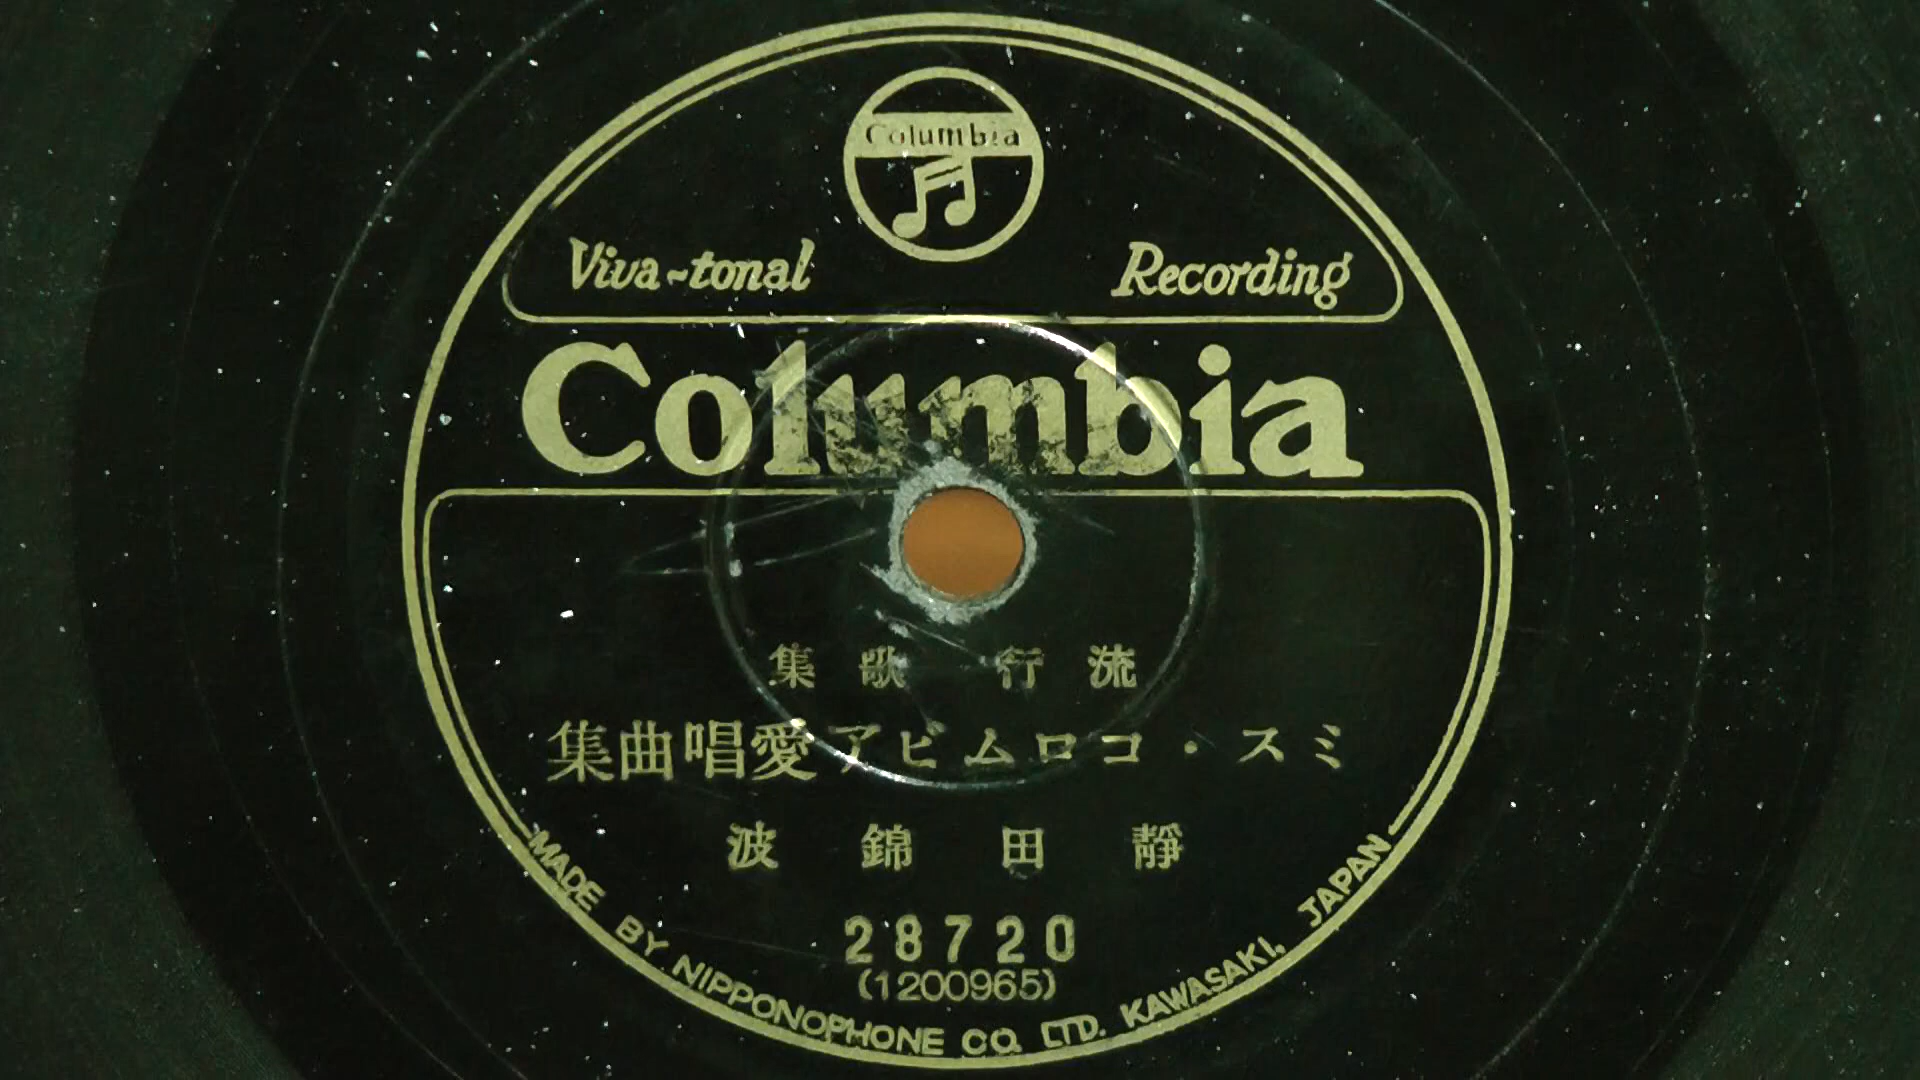 Columbia
Viva-tonal Recording
Columbia
流行 歌集
ミス・コロムビア愛唱曲集
靜田錦波
28720
(1200965)
MADE BY NIPPONOPHONE CO. LTD. KAWASAKI, JAPAN